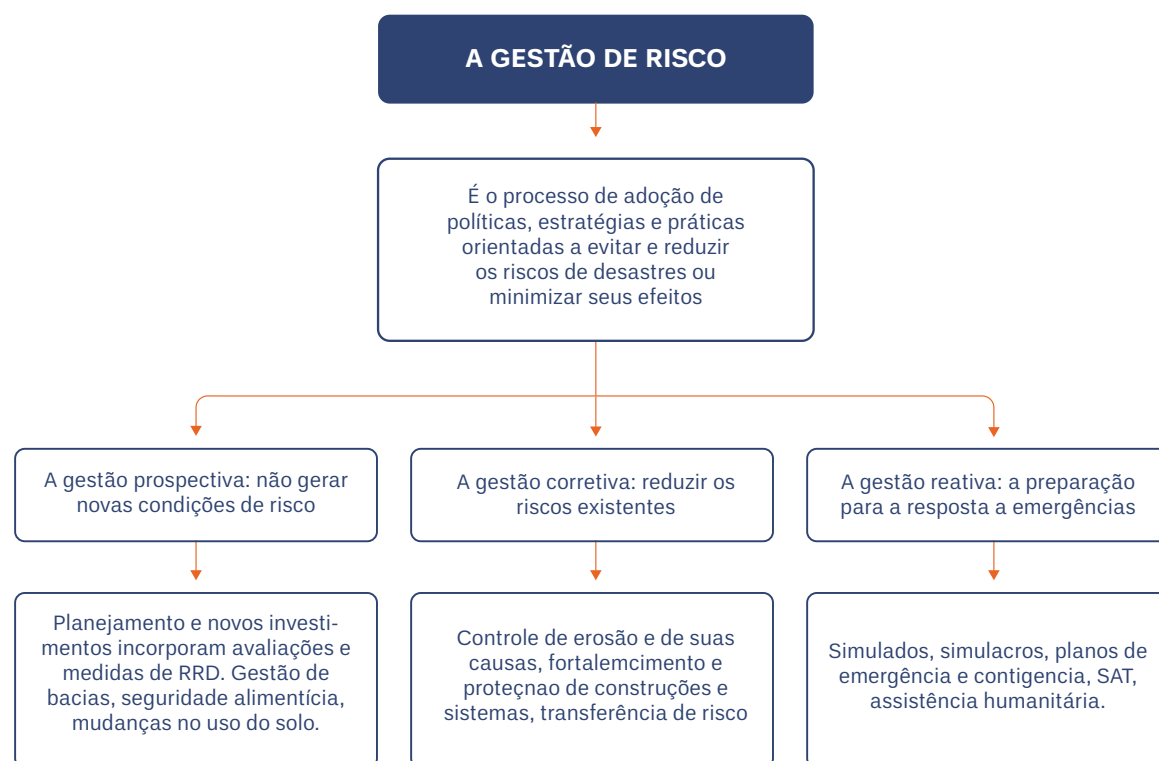 A GESTÃO DE RISCO
É o processo de adoção de
políticas, estratégias e práticas
orientadas a evitar e reduzir
os riscos de desastres ou
minimizar seus efeitos
A gestão prospectiva: não gerar
novas condições de risco
A gestão corretiva: reduzir os
riscos existentes
A gestão reativa: a preparação
para a resposta a emergências
Planejamento e novos investi-
mentos incorporam avaliações e
medidas de RRD. Gestão de
bacias, seguridade alimentícia,
mudanças no uso do solo.
Controle de erosão e de suas
causas, fortalemcimento e
proteçnao de construções e
sistemas, transferência de risco
Simulados, simulacros, planos de
emergência e contigencia, SAT,
assistência humanitária.